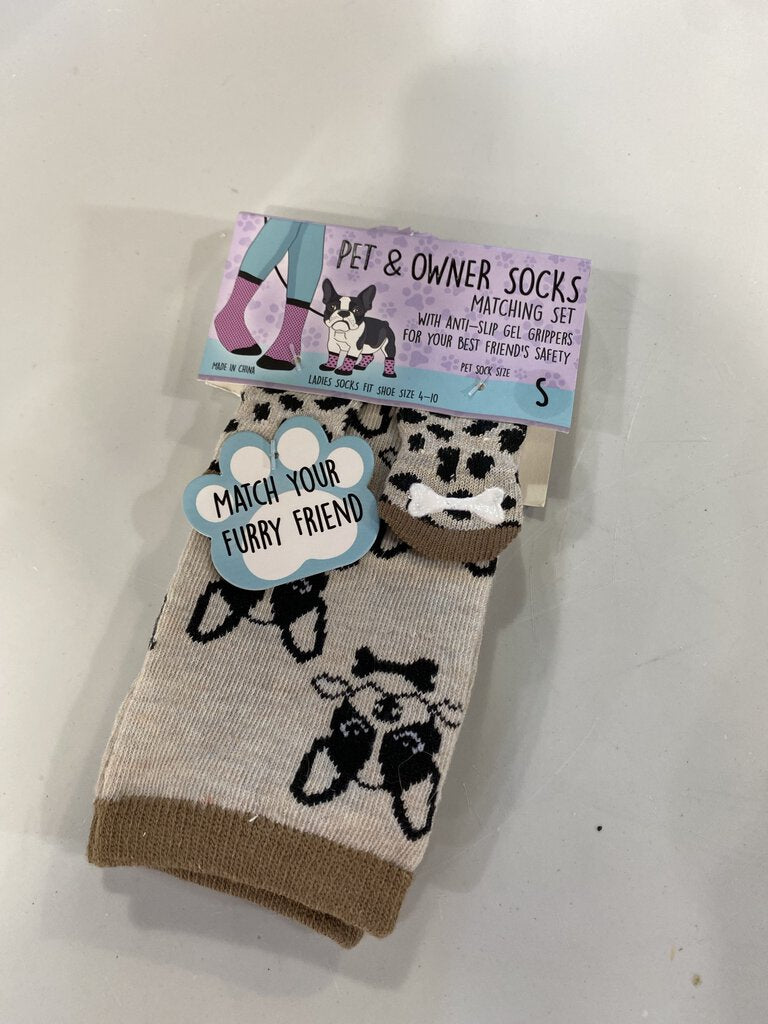 PET & OWNER SOCKS
MATCHING SET
WITH ANTI-SLIP GEL GRIPPERS
FOR YOUR BEST FRIEND'S SAFETY
PET SOCK SIZE
S
MADE IN CHINA
LADIES SOCKS FIT SHOE SIZE 4-10
MATCH YOUR
FURRY FRIEND